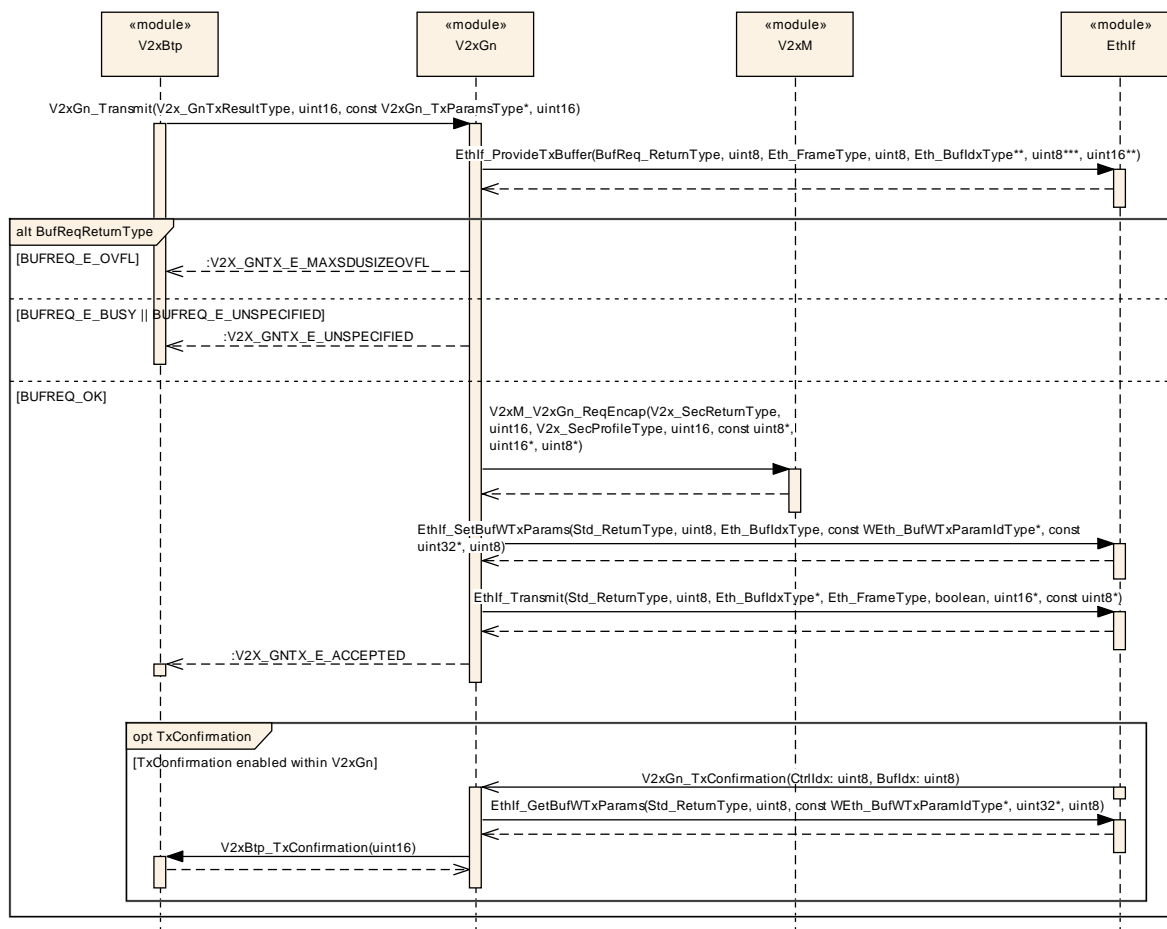 «module»
V2xBtp
«module»
V2xGn
«module»
V2xM
«module»
EthIf
V2xGn_Transmit(V2x_GnTxResultType, uint16, const V2xGn_TxParamsType*, uint16)
EthIf_ProvideTxBuffer(BufReq_ReturnType, uint8, Eth_FrameType, uint8, Eth_BufIdxType**, uint8***, uint16**)
alt BufReqReturnType
[BUFREQ_E_OVFL]
:V2X_GNTX_E_MAXSDUSIZEOVFL
[BUFREQ_E_BUSY || BUFREQ_E_UNSPECIFIED]
:V2X_GNTX_E_UNSPECIFIED
[BUFREQ_OK]
V2xM_V2xGn_ReqEncap(V2x_SecReturnType,
uint16, V2x_SecProfileType, uint16, const uint8*,
uint16*, uint8*)
EthIf_SetBufWTxParams(Std_ReturnType, uint8, Eth_BufIdxType, const WEth_BufWTxParamIdType*, const
uint32*, uint8)
EthIf_Transmit(Std_ReturnType, uint8, Eth_BufIdxType*, Eth_FrameType, boolean, uint16*, const uint8*)
:V2X_GNTX_E_ACCEPTED
opt TxConfirmation
[TxConfirmation enabled within V2xGn]
V2xGn_TxConfirmation(CtrlIdx: uint8, BufIdx: uint8)
EthIf_GetBufWTxParams(Std_ReturnType, uint8, const WEth_BufWTxParamIdType*, uint32*, uint8)
V2xBtp_TxConfirmation(uint16)